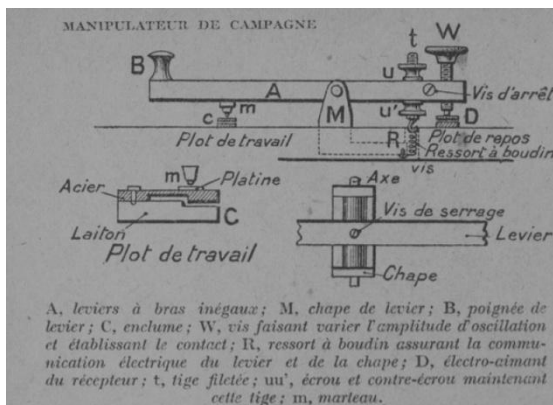 MANIPULATEUR DE CAMPAGNE
t
W
B
u
A
Vis d'arrêt
m
u'
c
M
D
R
Plot de travail
Plot de repos
Ressort à boudin
vis
m
Platine
Axe
Acier
Vis de serrage
C
Laiton
Levier
Plot de travail
Chape
A, leviers à bras inégaux; M, chape de levier; B, poignée de
levier; C, enclume; W, vis faisant varier l'amplitude d'oscillation
et établissant le contact; R, ressort à boudin assurant la commu-
nication électrique du levier et de la chape; D, électro-aimant
du récepteur; t, tige filetée; uu', écrou et contre-écrou maintenant
cette tige; m, marteau.